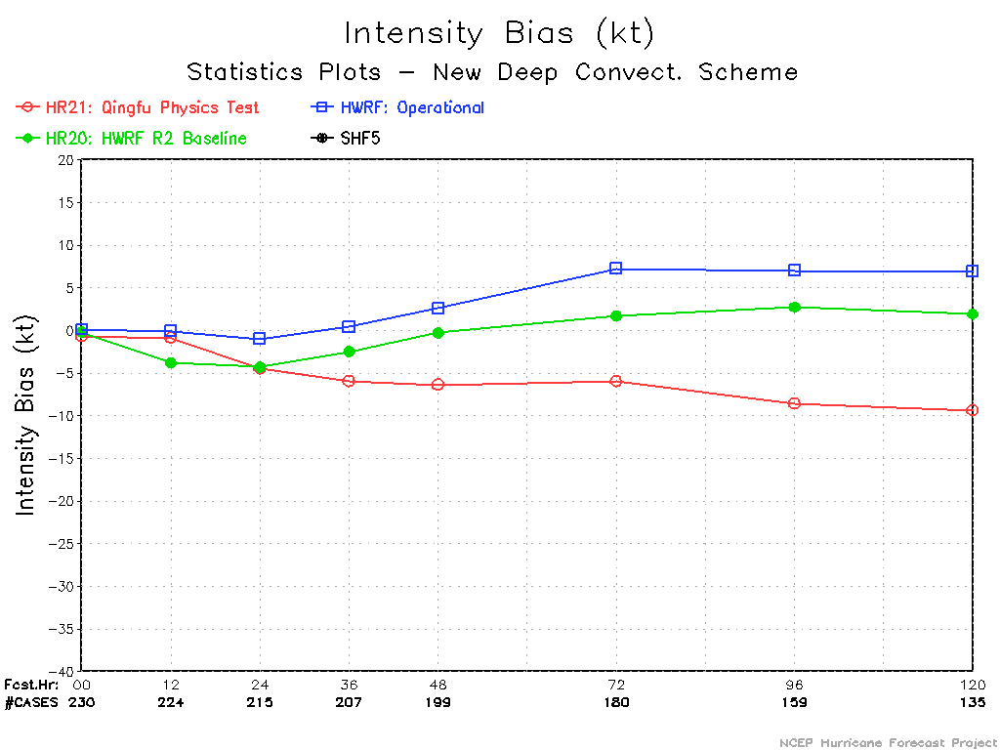 Intensity Bias (kt)
Statistics Plots – New Deep Convect. Scheme
HR21: Qingfu Physics Test
HWRF: Operational
HR20: HWRF R2 Baseline
SHF5
Intensity Bias (kt)
20
15
10
5
0
−5
−10
−15
−20
−25
−30
−35
−40
Fcst.Hr: 00 12 24 36 48 72 96 120
#CASES 230 224 215 207 199 180 159 135
NCEP Hurricane Forecast Project